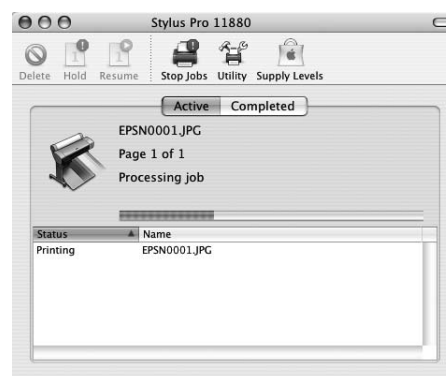 Stylus Pro 11880
Delete Hold Resume Stop Jobs Utility Supply Levels
Active Completed
EPSN0001.JPG
Page 1 of 1
Processing job
Status Name
Printing EPSN0001.JPG